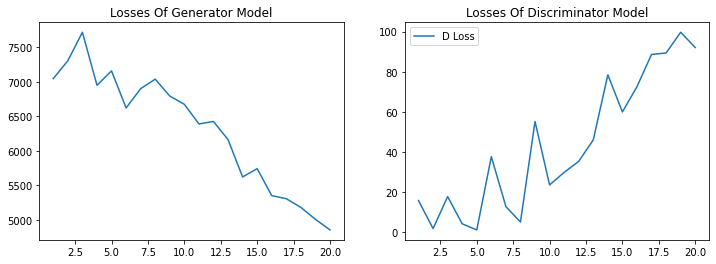 Losses Of Generator Model
7500
7000
6500
6000
5500
5000
2.5 5.0 7.5 10.0 12.5 15.0 17.5 20.0
Losses Of Discriminator Model
D Loss
100
80
60
40
20
0
2.5 5.0 7.5 10.0 12.5 15.0 17.5 20.0